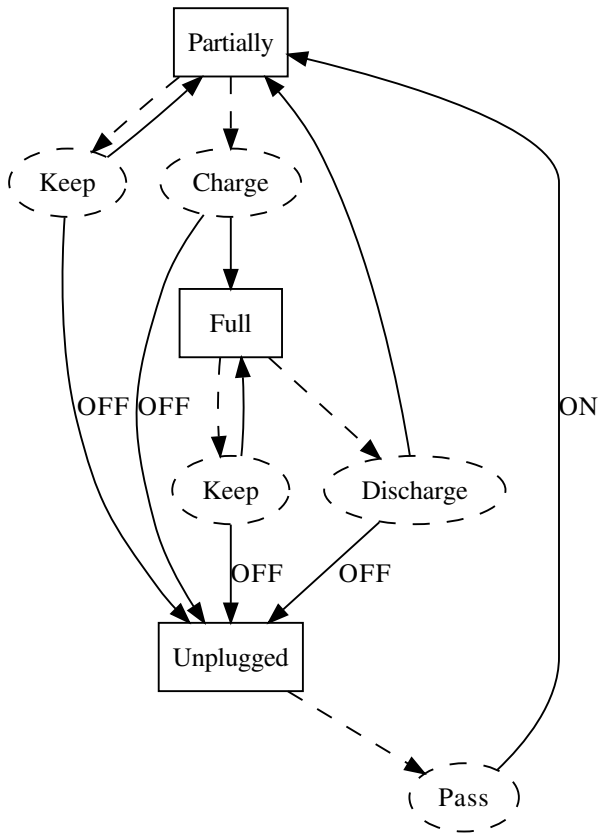 Partially
Keep
Charge
Full
OFF
OFF
ON
Keep
Discharge
OFF
OFF
Unplugged
Pass